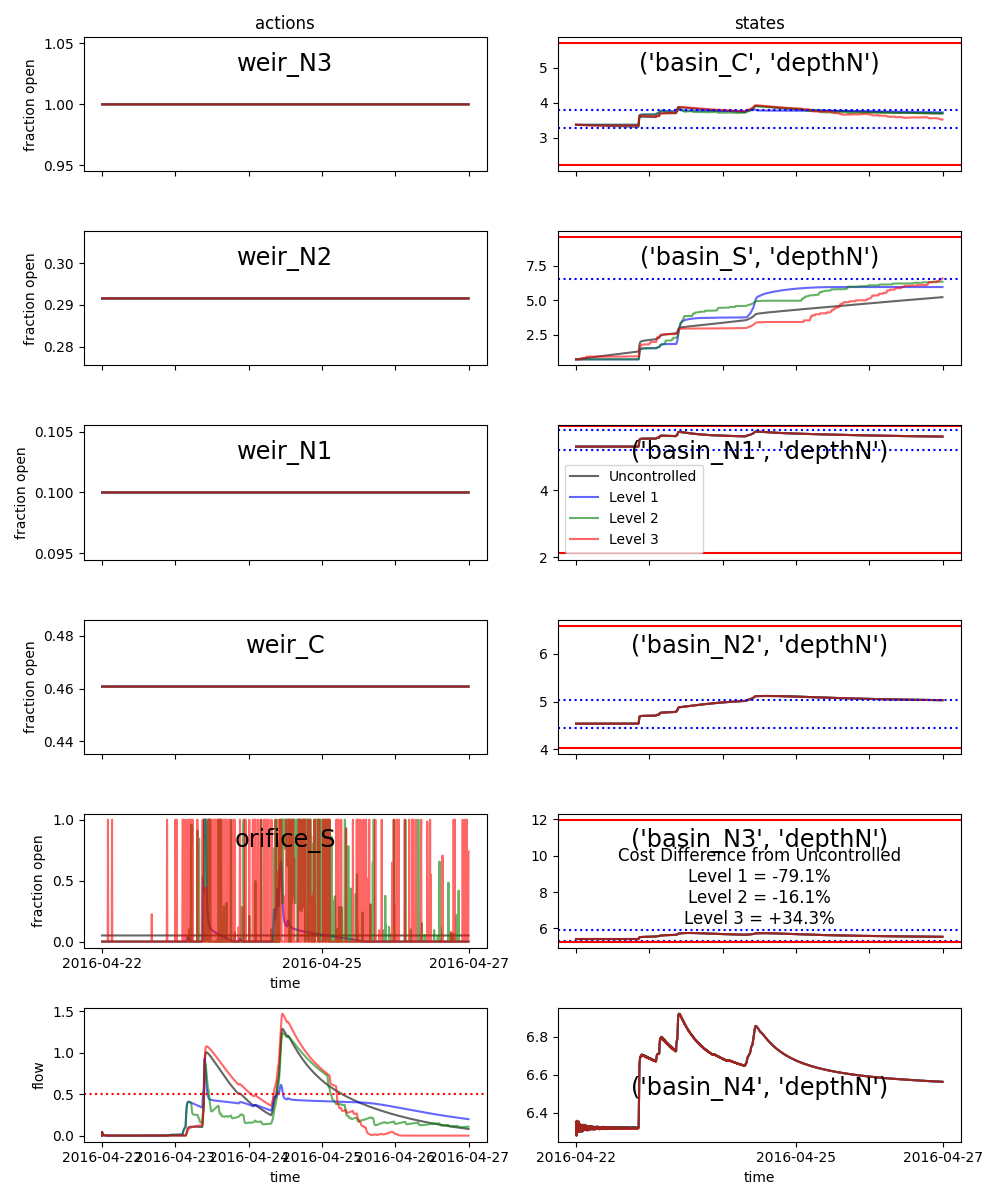 actions
states
1.05
1.00
0.95
fraction open
weir_N3
5
4
3
('basin_C', 'depthN')
0.30
0.29
0.28
fraction open
weir_N2
7.5
5.0
2.5
('basin_S', 'depthN')
0.105
0.100
0.095
fraction open
weir_N1
4
2
('basin_N1', 'depthN')
Uncontrolled
Level 1
Level 2
Level 3
0.48
0.46
0.44
fraction open
weir_C
6
5
4
('basin_N2', 'depthN')
1.0
0.5
0.0
fraction open
orifice_S
2016-04-22
2016-04-25
2016-04-27
time
12
10
8
6
('basin_N3', 'depthN')
Cost Difference from Uncontrolled
Level 1 = -79.1%
Level 2 = -16.1%
Level 3 = +34.3%
1.5
1.0
0.5
0.0
flow
2016-04-22
2016-04-23
2016-04-24
2016-04-25
2016-04-26
2016-04-27
time
6.8
6.6
6.4
('basin_N4', 'depthN')
2016-04-22
2016-04-25
2016-04-27
time